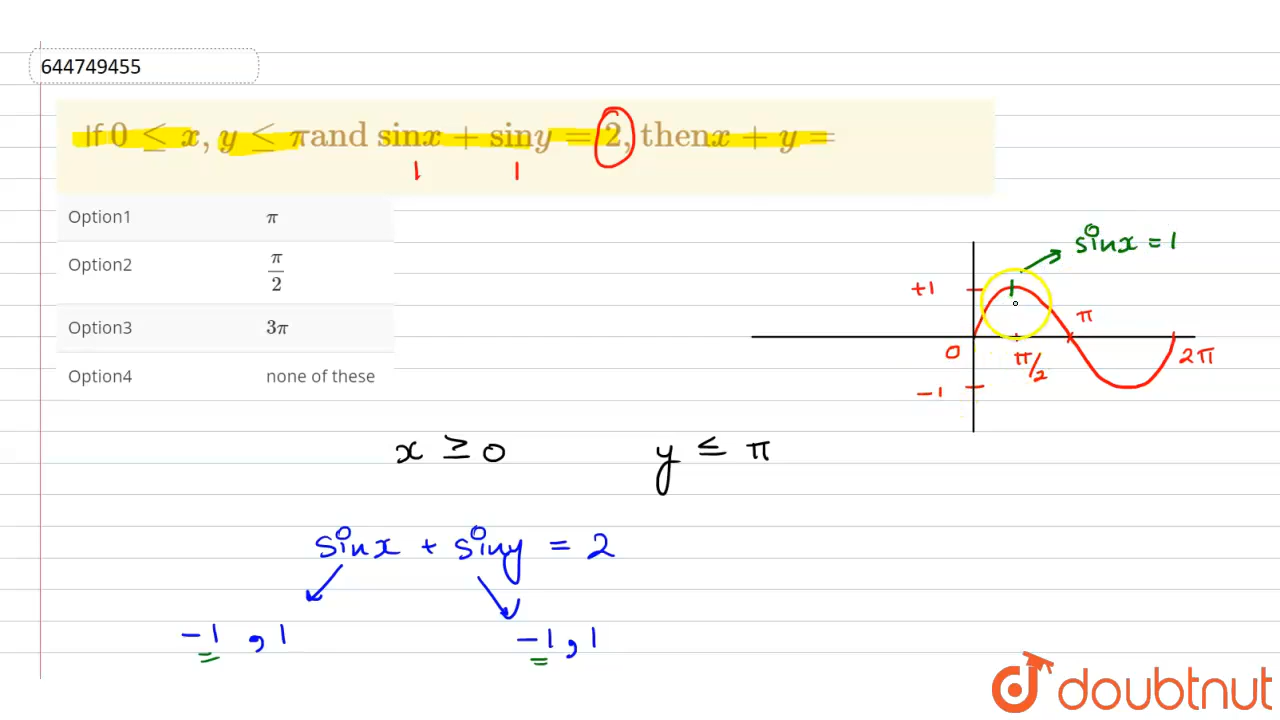 644749455
If 0 ≤ x, y ≤ π and sinx + siny = 2, then x + y =
1 1
Option1 π
Option2 π/2
Option3 3π
Option4 none of these
sinx = 1
+1
π
0
π/2
2π
-1
x ≥ 0 y ≤ π
sinx + siny = 2
-1, 1 -1, 1
doubtnut